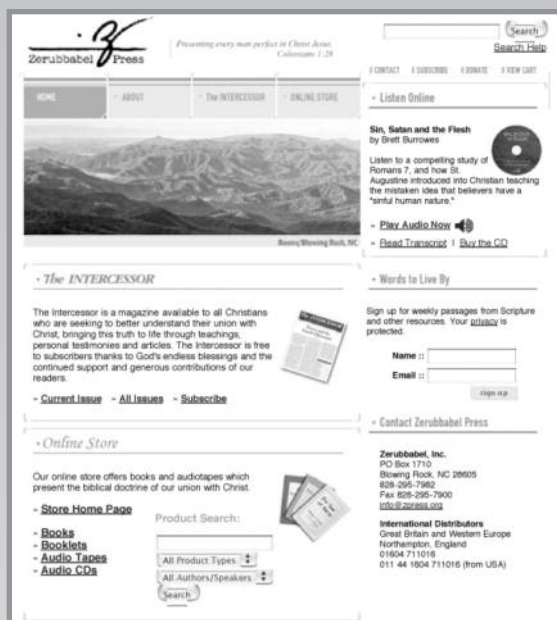 Zerubbabel Press
Presenting every man perfect in Christ Jesus.
Colossians 1:28
Search
Search Help
CONTACT
SUBSCRIBE
DONATE
VIEW CART
HOME
ABOUT
The INTERCESSOR
ONLINE STORE
Boone/Blowing Rock, NC
The INTERCESSOR
The Intercessor is a magazine available to all Christians
who are seeking to better understand their union with
Christ, bringing this truth to life through teachings,
personal testimonies and articles. The Intercessor is free
to subscribers thanks to God's endless blessings and the
continued support and generous contributions of our
readers.
» Current Issue » All Issues » Subscribe
Online Store
Our online store offers books and audiotapes which
present the biblical doctrine of our union with Christ.
» Store Home Page
» Books
» Booklets
» Audio Tapes
» Audio CDs
Product Search:
All Product Types
All Authors/Speakers
Search
Listen Online
Sin, Satan and the Flesh
by Brett Burrowes
Listen to a compelling study of
Romans 7, and how St.
Augustine introduced into Christian teaching
the mistaken idea that believers have a
"sinful human nature."
» Play Audio Now
» Read Transcript | Buy the CD
Words to Live By
Sign up for weekly passages from Scripture
and other resources. Your privacy is
protected.
Name ::
Email ::
sign up
Contact Zerubbabel Press
Zerubbabel, Inc.
PO Box 1710
Blowing Rock, NC 28605
828-295-7982
Fax 828-295-7900
info@zpress.org
International Distributors
Great Britain and Western Europe
Northampton, England
01604 711016
011 44 1604 711016 (from USA)